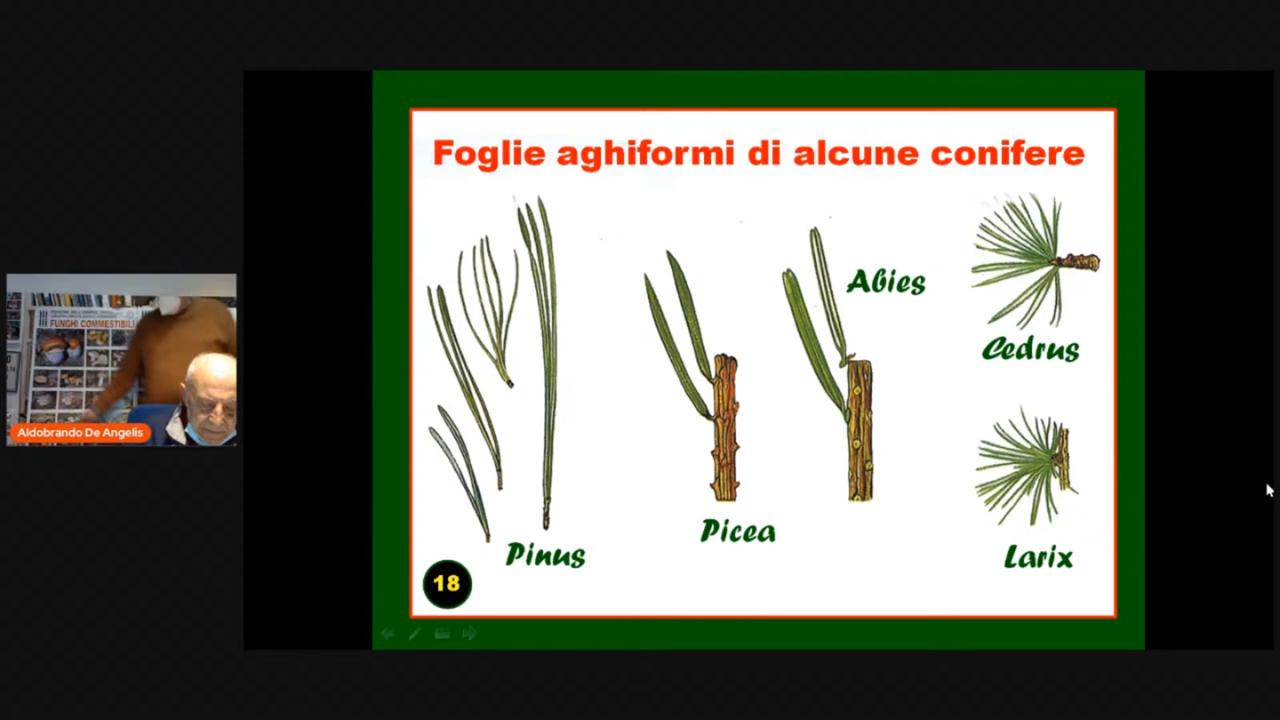 Foglie aghiformi di alcune conifere
Abies
Cedrus
Picea
Pinus
Larix
18
FUNGHI COMMESTIBILI
Aldobrando De Angelis